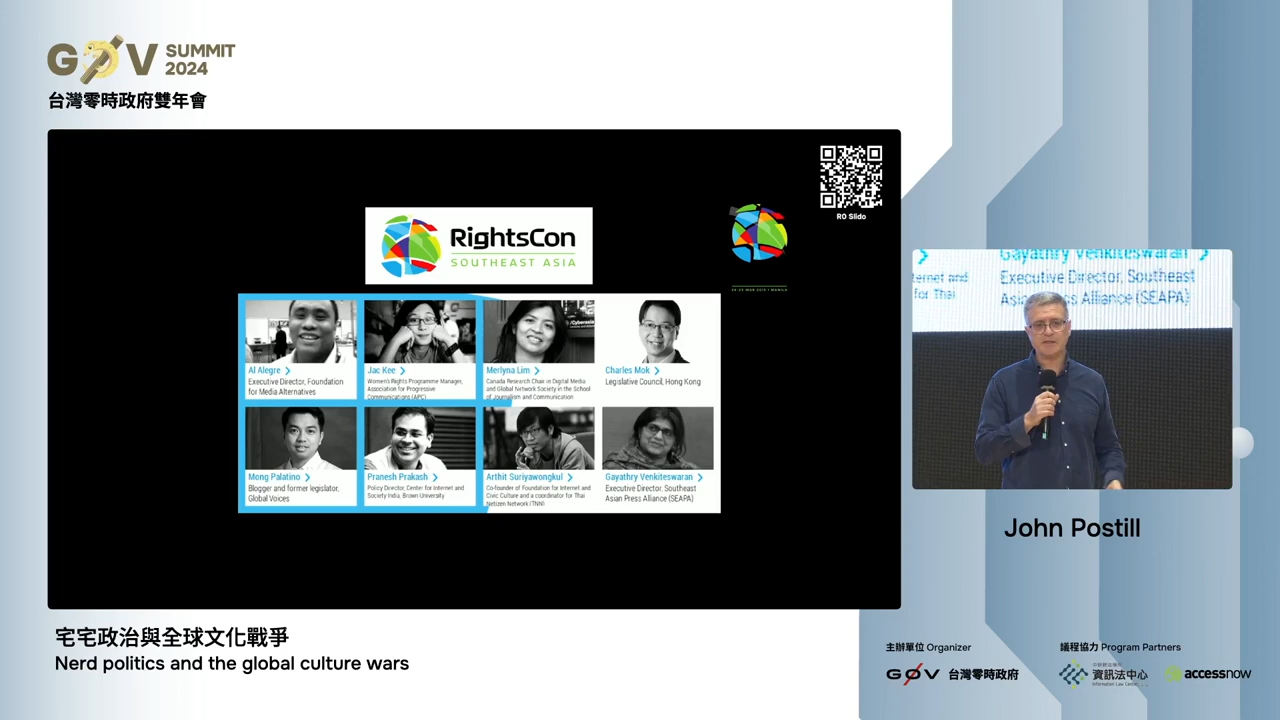 GØV SUMMIT 2024
台灣零時政府雙年會
R0 Slido
RightsCon
SOUTHEAST ASIA
Al Alegre
Executive Director, Foundation
for Media Alternatives
Jac Kee
Women's Rights Programme Manager,
Association for Progressive
Communications (APC)
Merlyna Lim
Canada Research Chair in Digital Media
and Global Network Society in the School
of Journalism and Communication
Charles Mok
Legislative Council, Hong Kong
Mong Palatino
Blogger and former legislator,
Global Voices
Pranesh Prakash
Policy Director, Center for Internet and
Society India, Brown University
Arthit Suriyawongkul
Co-founder of Foundation for Internet and
Civic Culture and a coordinator for Thai
Netizen Network (TNN)
Gayathry Venkiteswaran
Executive Director, Southeast
Asian Press Alliance (SEAPA)
Gayathry Venkiteswaran
ternet and
for Thai
Executive Director, Southeast
Asian Press Alliance (SEAPA)
John Postill
宅宅政治與全球文化戰爭
Nerd politics and the global culture wars
主辦單位 Organizer
GØV 台灣零時政府
議程協力 Program Partners
資訊法中心
Information Law Center
accessnow